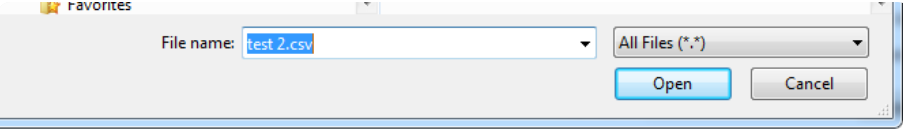 Favorites
File name: test 2.csv All Files (*.*)
Open Cancel